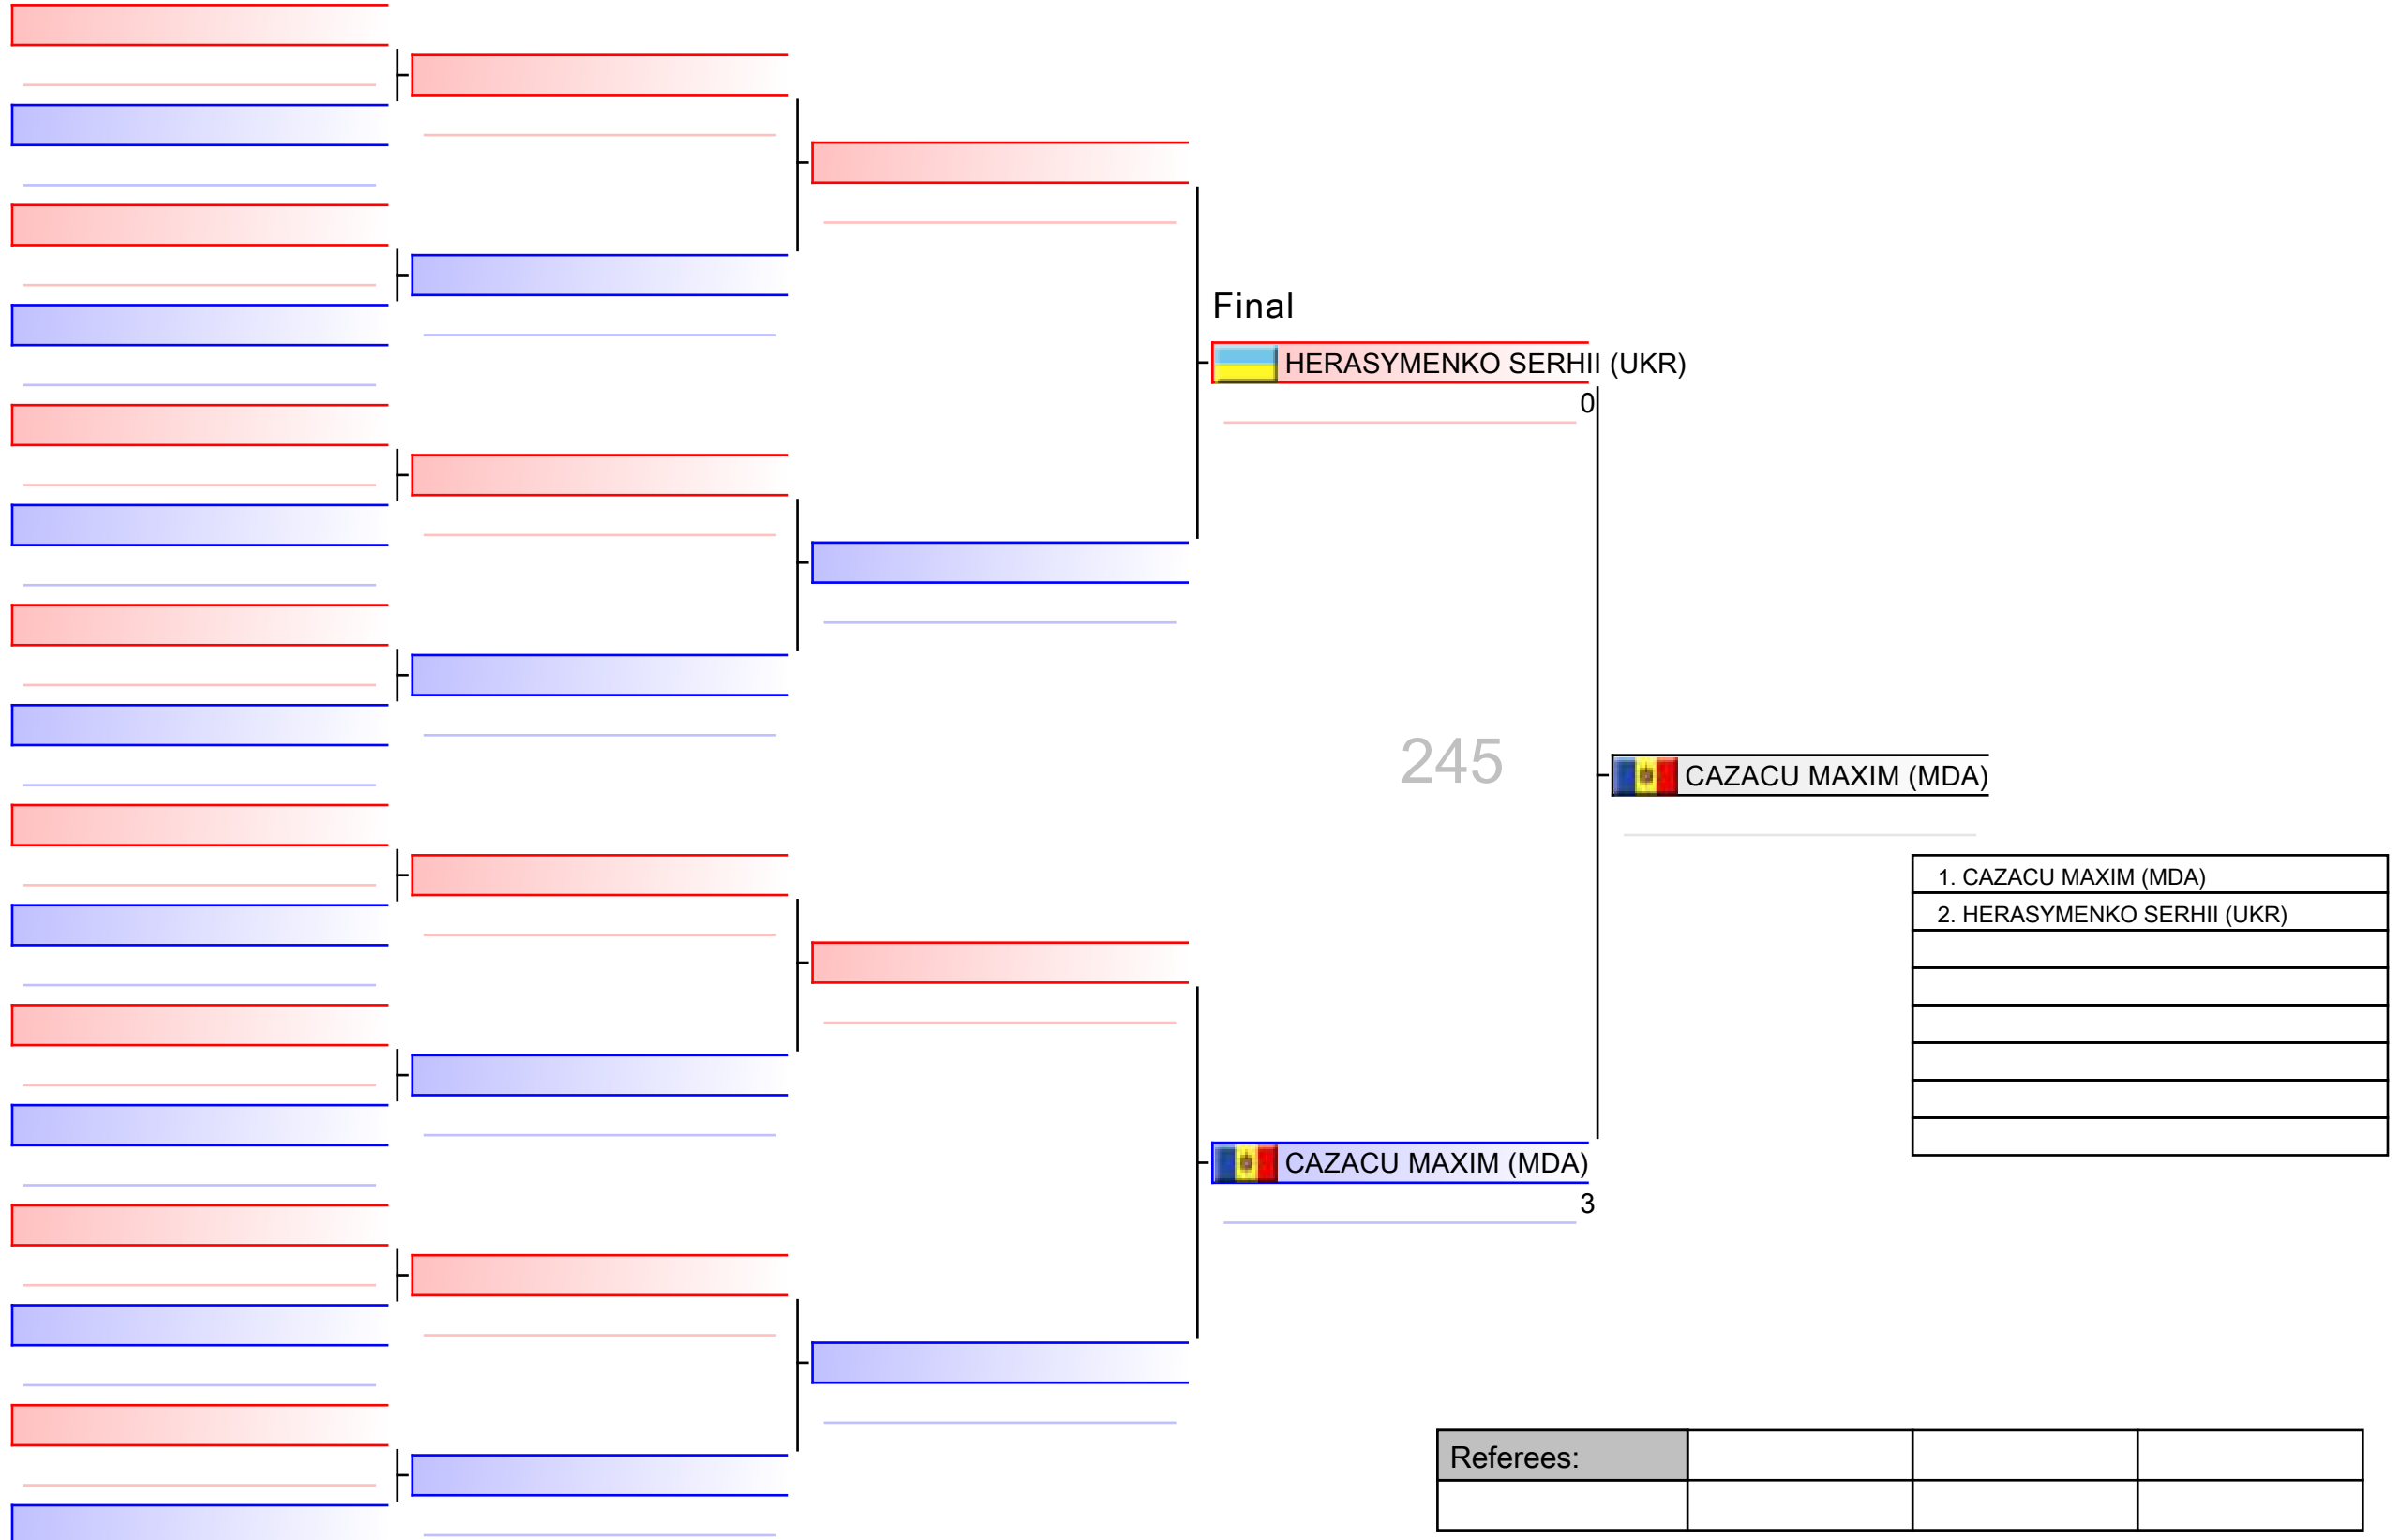 Final
HERASYMENKO SERHII (UKR)
0
245
CAZACU MAXIM (MDA)
1. CAZACU MAXIM (MDA)
2. HERASYMENKO SERHII (UKR)
CAZACU MAXIM (MDA)
3
Referees: